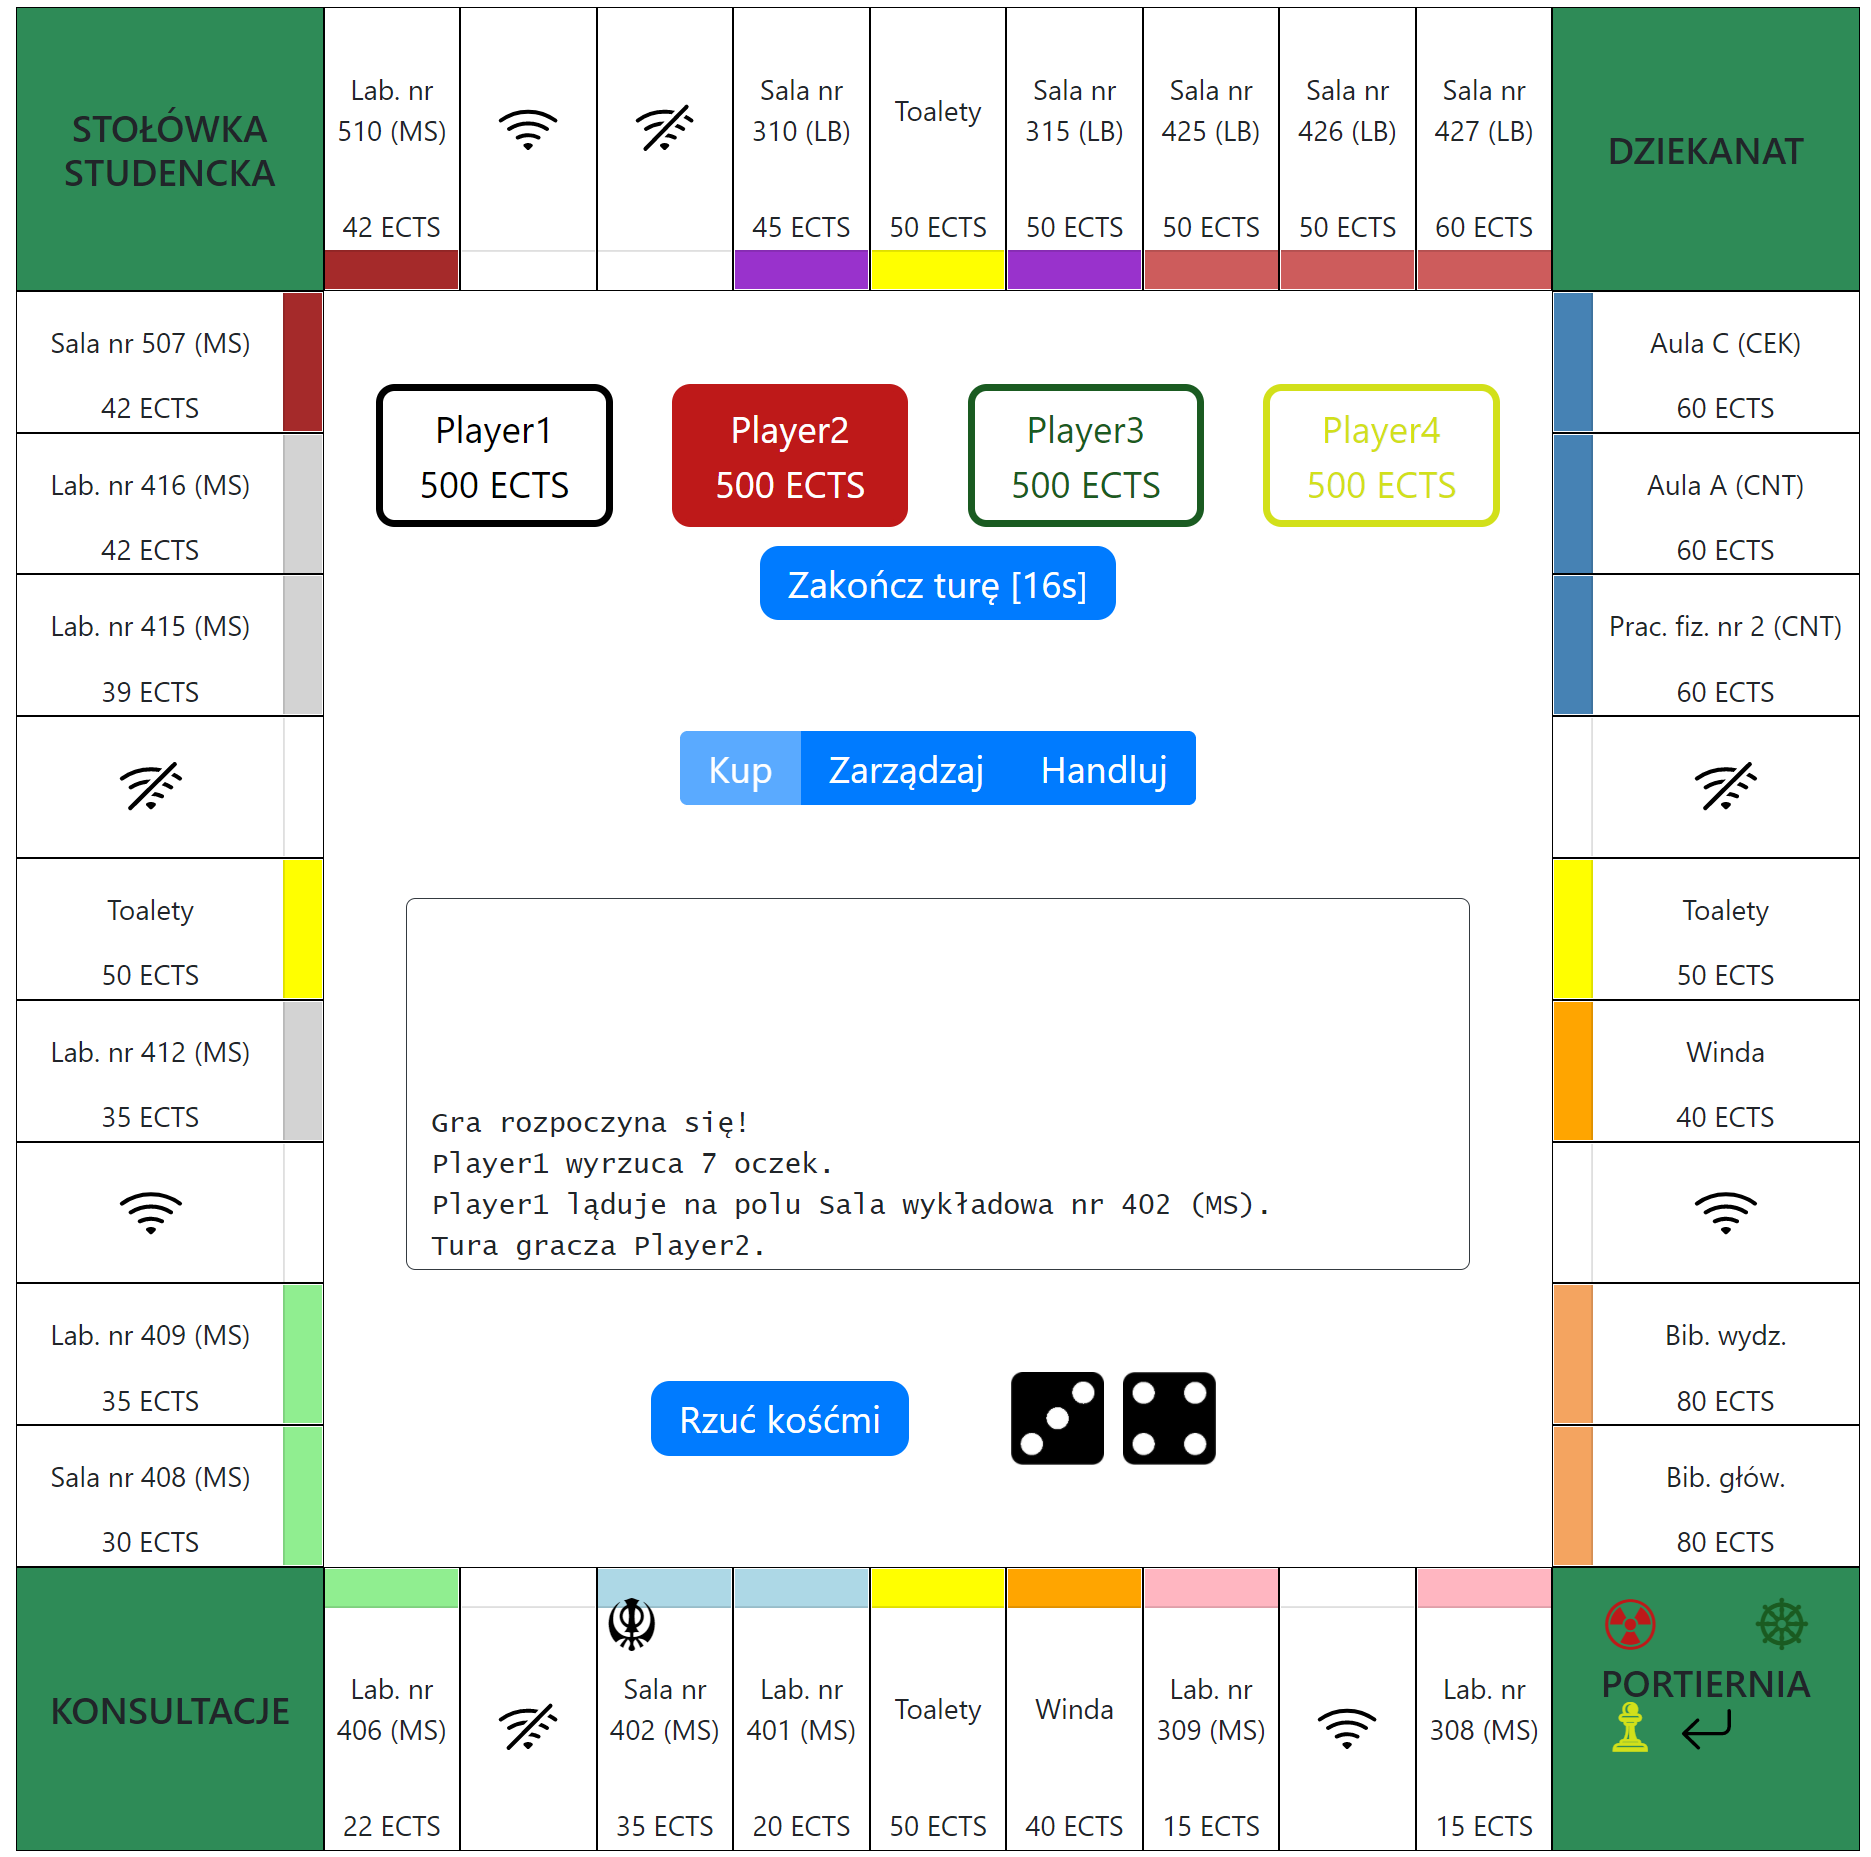 STOŁÓWKA
STUDENCKA
Lab. nr
510 (MS)
42 ECTS
Sala nr
310 (LB)
45 ECTS
Toalety
50 ECTS
Sala nr
315 (LB)
50 ECTS
Sala nr
425 (LB)
50 ECTS
Sala nr
426 (LB)
50 ECTS
Sala nr
427 (LB)
60 ECTS
DZIEKANAT
Sala nr 507 (MS)
42 ECTS
Lab. nr 416 (MS)
42 ECTS
Lab. nr 415 (MS)
39 ECTS
Toalety
50 ECTS
Lab. nr 412 (MS)
35 ECTS
Lab. nr 409 (MS)
35 ECTS
Sala nr 408 (MS)
30 ECTS
Player1
500 ECTS
Player2
500 ECTS
Player3
500 ECTS
Player4
500 ECTS
Zakończ turę [16s]
Kup
Zarządzaj
Handluj
Gra rozpoczyna się!
Player1 wyrzuca 7 oczek.
Player1 ląduje na polu Sala wykładowa nr 402 (MS).
Tura gracza Player2.
Rzuć kośćmi
Aula C (CEK)
60 ECTS
Aula A (CNT)
60 ECTS
Prac. fiz. nr 2 (CNT)
60 ECTS
Toalety
50 ECTS
Winda
40 ECTS
Bib. wydz.
80 ECTS
Bib. głów.
80 ECTS
KONSULTACJE
Lab. nr
406 (MS)
22 ECTS
Sala nr
402 (MS)
35 ECTS
Lab. nr
401 (MS)
20 ECTS
Toalety
50 ECTS
Winda
40 ECTS
Lab. nr
309 (MS)
15 ECTS
Lab. nr
308 (MS)
15 ECTS
PORTIERNIA